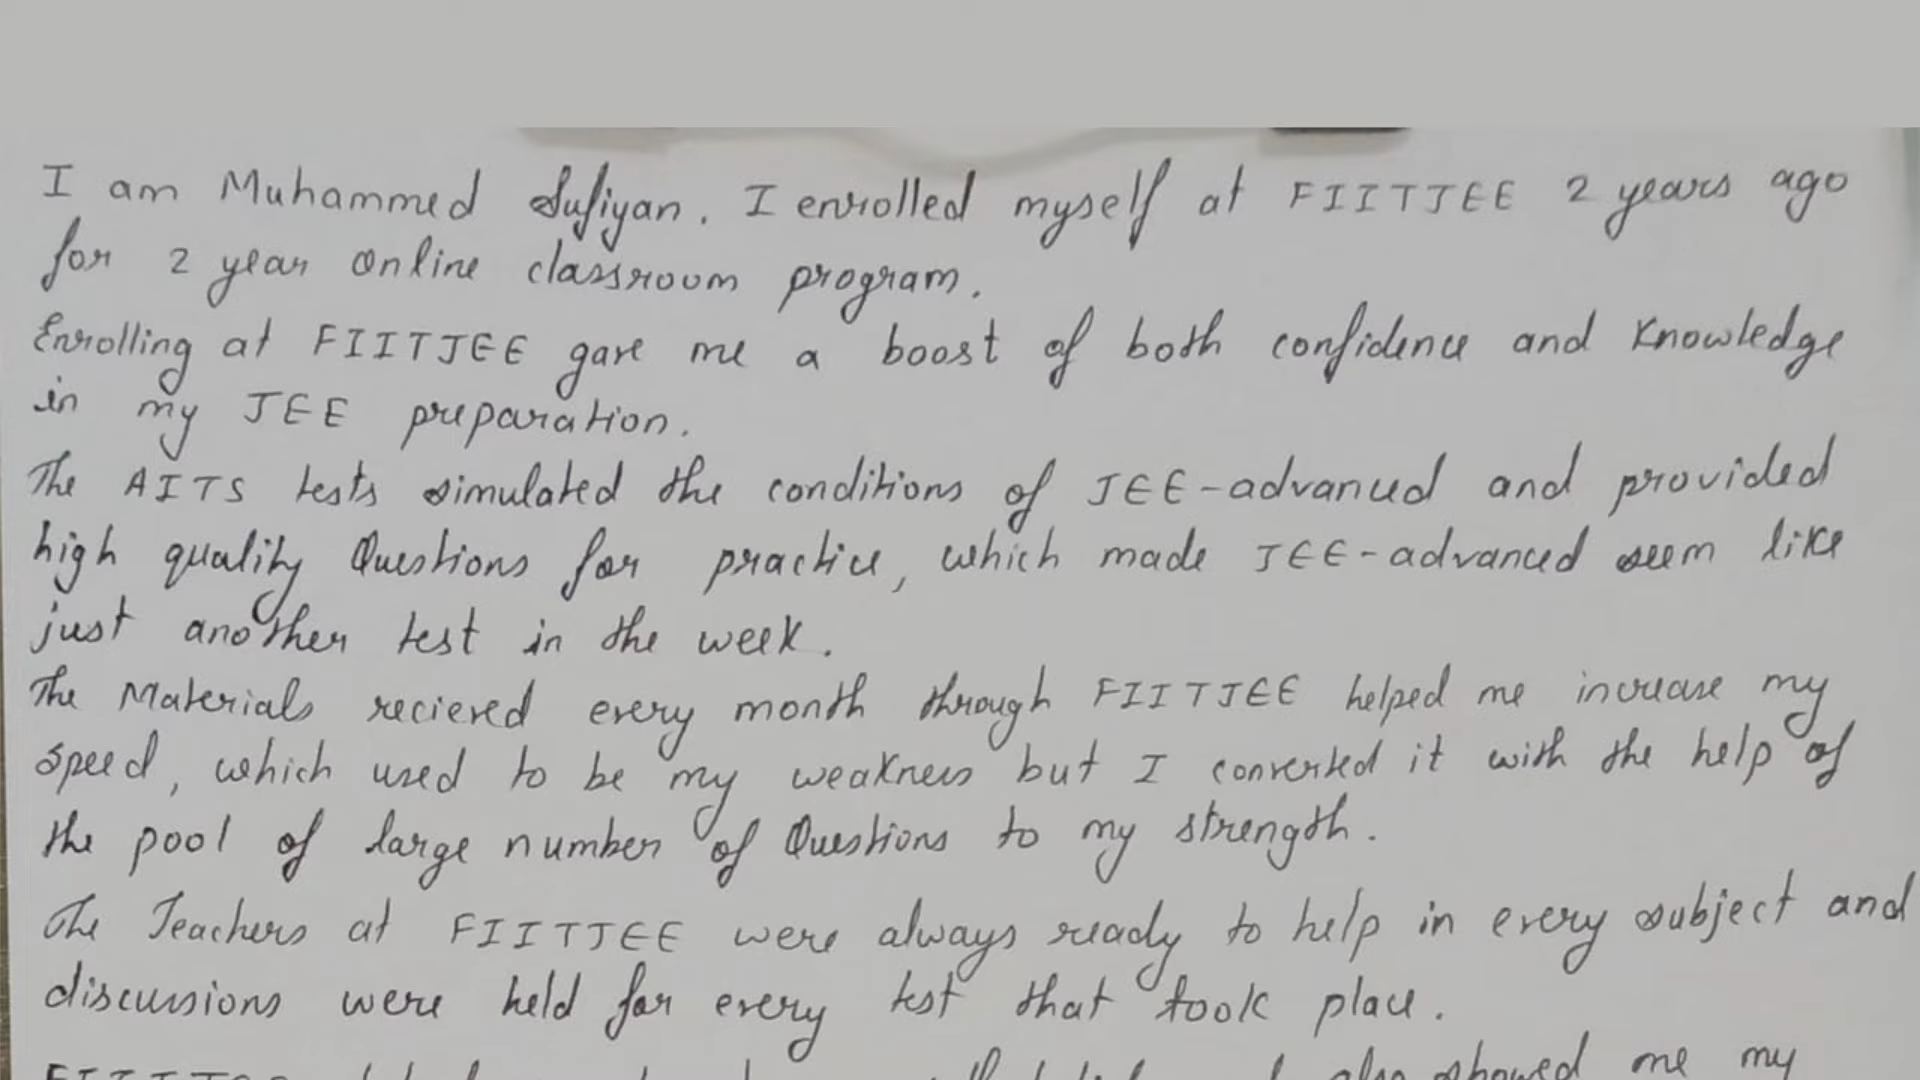 I am Muhammed Sufiyan. I enrolled myself at FIITJEE 2 years ago
for 2 year online classroom program.
Enrolling at FIITJEE gave me a boost of both confidence and Knowledge
in my JEE preparation.
The AITS tests simulated the conditions of JEE-advanced and provided
high quality Questions for practice, which made JEE-advanced seem like
just another test in the week.
The Materials recieved every month through FIITJEE helped me increase my
speed, which used to be my weakness but I converted it with the help of
the pool of large number of Questions to my strength.
The Teachers at FIITJEE were always ready to help in every subject and
discussions were held for every test that took place.
FIITJEE also showed me my